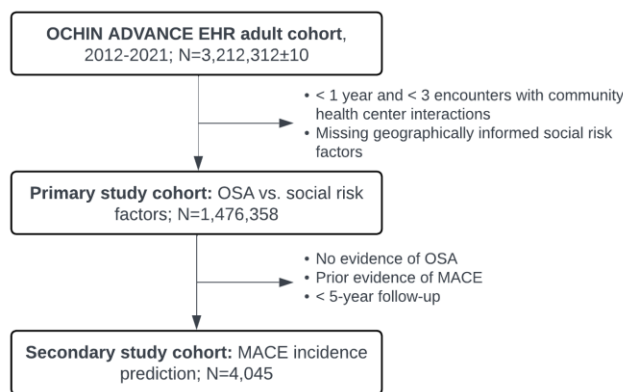 OCHIN ADVANCE EHR adult cohort,
2012-2021; N=3,212,312±10
• < 1 year and < 3 encounters with community
health center interactions
• Missing geographically informed social risk
factors
Primary study cohort: OSA vs. social risk
factors; N=1,476,358
• No evidence of OSA
• Prior evidence of MACE
• < 5-year follow-up
Secondary study cohort: MACE incidence
prediction; N=4,045